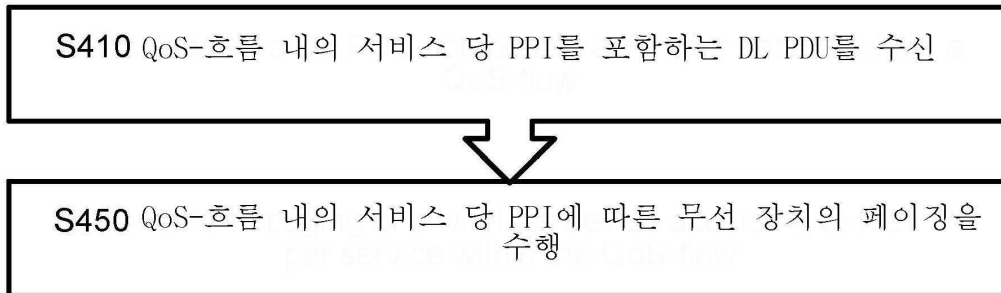 S410 QoS-흐름 내의 서비스 당 PPI를 포함하는 DL PDU를 수신
S450 QoS-흐름 내의 서비스 당 PPI에 따른 무선 장치의 페이징을
수행